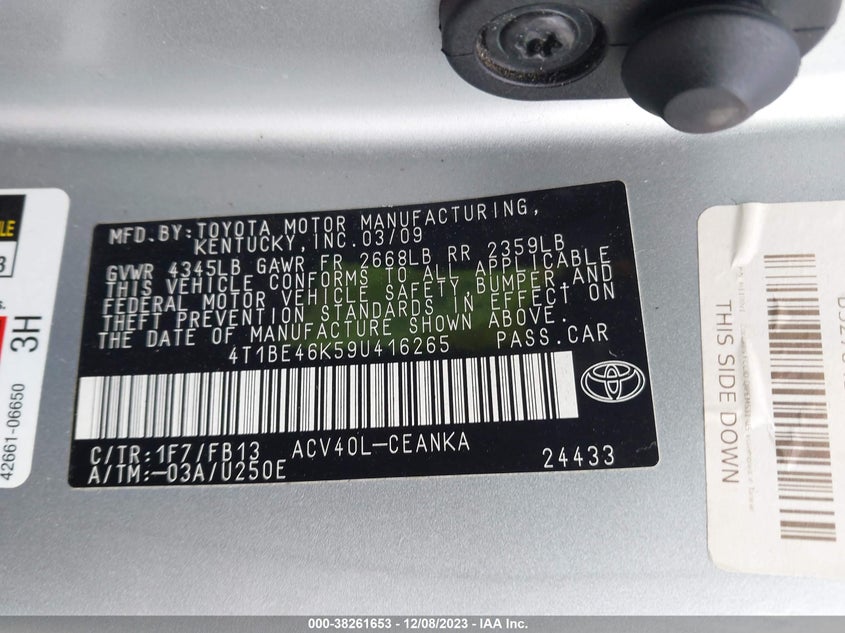 MFD. BY: TOYOTA MOTOR MANUFACTURING,
KENTUCKY, INC. 03/09
GVWR 4345LB GAWR FR 2668LB RR 2359LB
THIS VEHICLE CONFORMS TO ALL APPLICABLE
FEDERAL MOTOR VEHICLE SAFETY, BUMPER, AND
THEFT PREVENTION STANDARDS IN EFFECT ON
THE DATE OF MANUFACTURE SHOWN ABOVE.
4T1BE46K59U416265 PASS. CAR
C/TR: 1F7/FB13 ACV40L-CEANKA
A/TM: -03A/U250E 24433
3H
42661-06650
THIS SIDE DOWN
000-38261653 - 12/08/2023 - IAA Inc.